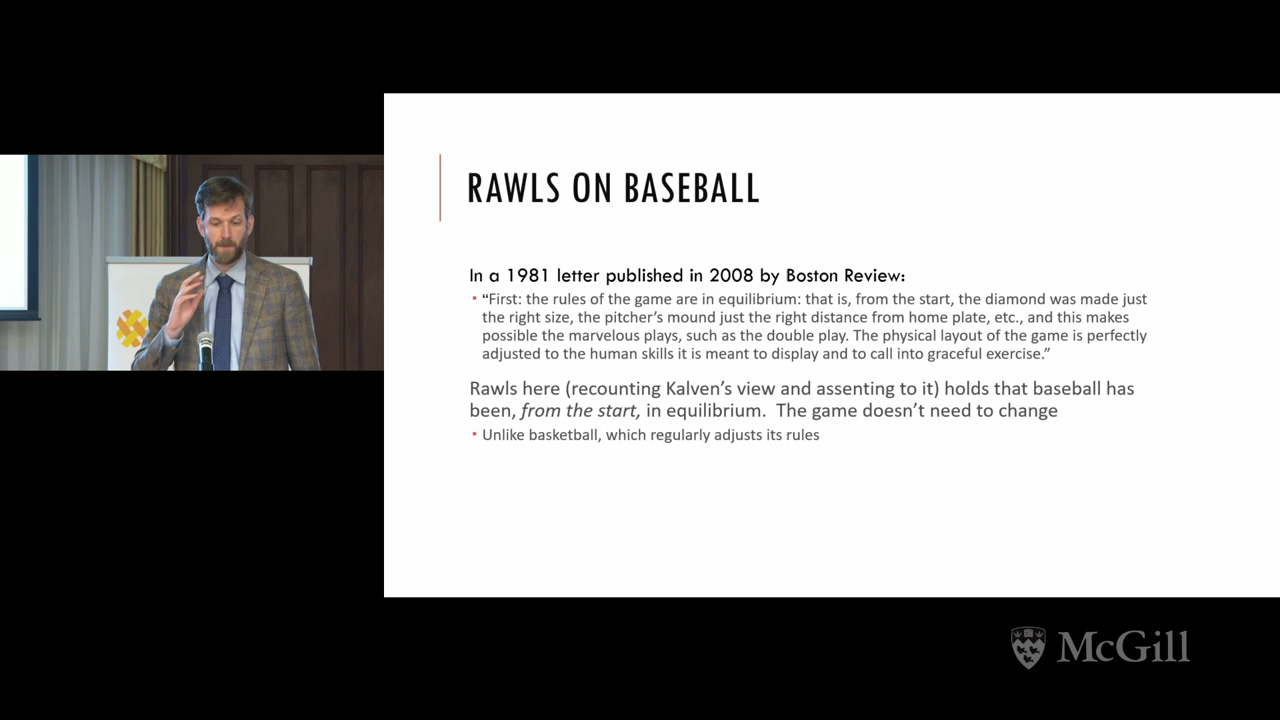 RAWLS ON BASEBALL
In a 1981 letter published in 2008 by Boston Review:
▪ “First: the rules of the game are in equilibrium: that is, from the start, the diamond was made just
the right size, the pitcher’s mound just the right distance from home plate, etc., and this makes
possible the marvelous plays, such as the double play. The physical layout of the game is perfectly
adjusted to the human skills it is meant to display and to call into graceful exercise.”
Rawls here (recounting Kalven’s view and assenting to it) holds that baseball has
been, from the start, in equilibrium.  The game doesn’t need to change
▪ Unlike basketball, which regularly adjusts its rules
McGill